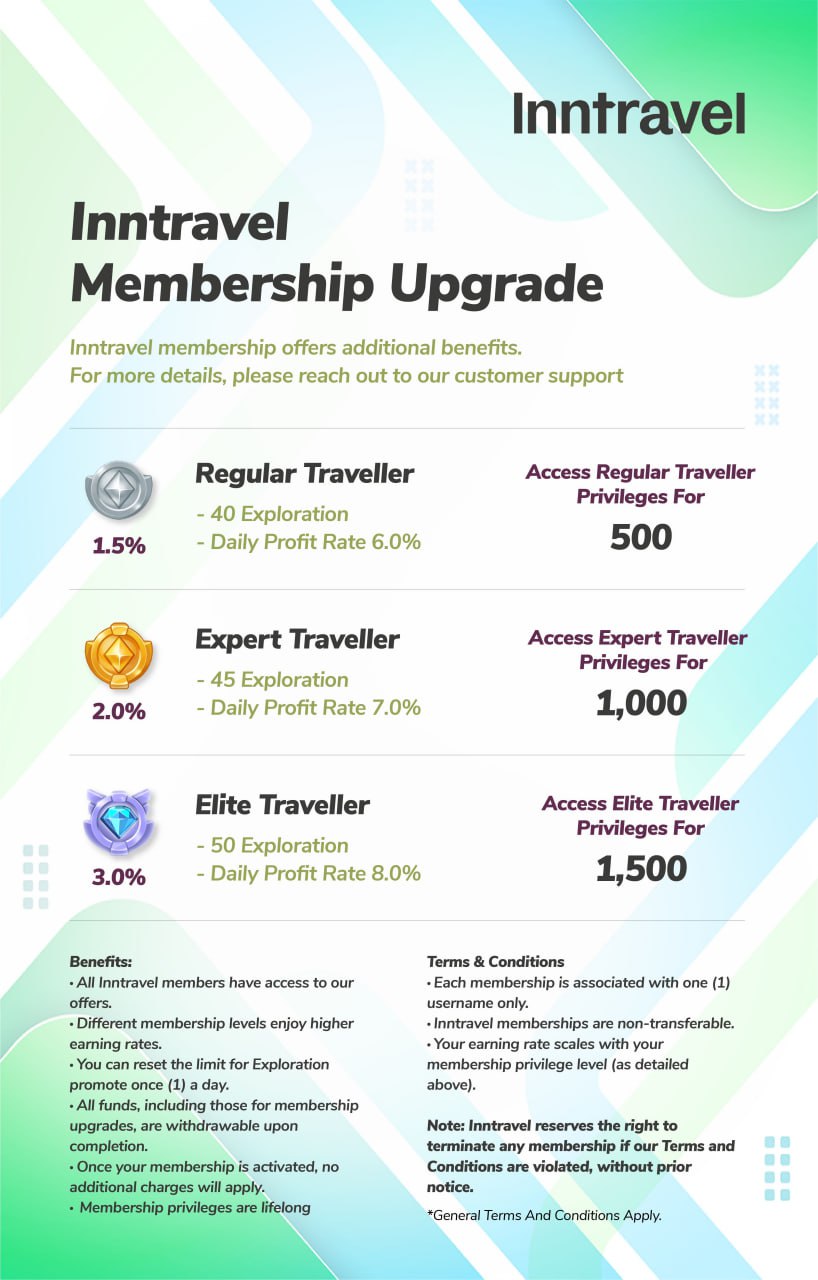 Inntravel
Inntravel
Membership Upgrade
Inntravel membership offers additional benefits.
For more details, please reach out to our customer support
Regular Traveller
- 40 Exploration
- Daily Profit Rate 6.0%
1.5%
Access Regular Traveller
Privileges For
500
Expert Traveller
- 45 Exploration
- Daily Profit Rate 7.0%
2.0%
Access Expert Traveller
Privileges For
1,000
Elite Traveller
- 50 Exploration
- Daily Profit Rate 8.0%
3.0%
Access Elite Traveller
Privileges For
1,500
Benefits:
• All Inntravel members have access to our
offers.
• Different membership levels enjoy higher
earning rates.
• You can reset the limit for Exploration
promote once (1) a day.
• All funds, including those for membership
upgrades, are withdrawable upon
completion.
• Once your membership is activated, no
additional charges will apply.
• Membership privileges are lifelong
Terms & Conditions
• Each membership is associated with one (1)
username only.
• Inntravel memberships are non-transferable.
• Your earning rate scales with your
membership privilege level (as detailed
above).
Note: Inntravel reserves the right to
terminate any membership if our Terms and
Conditions are violated, without prior
notice.
*General Terms And Conditions Apply.